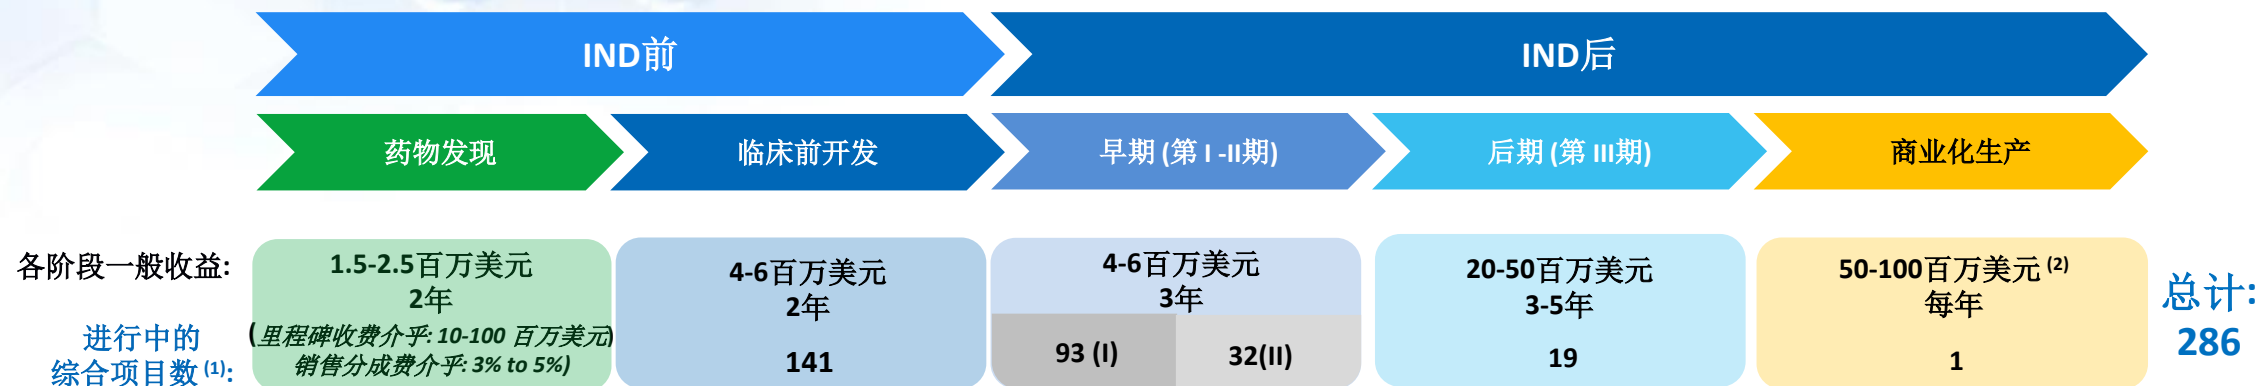 IND前
IND后
药物发现
临床前开发
早期 (第 I -II期)
后期 (第 III期)
商业化生产
各阶段一般收益:
1.5-2.5百万美元
2年
(里程碑收费介乎: 10-100 百万美元)
销售分成费介乎: 3% to 5%)
4-6百万美元
2年
4-6百万美元
3年
20-50百万美元
3-5年
50-100百万美元 (2)
每年
进行中的
综合项目数 (1):
141
93 (I)
32(II)
19
1
总计:
286